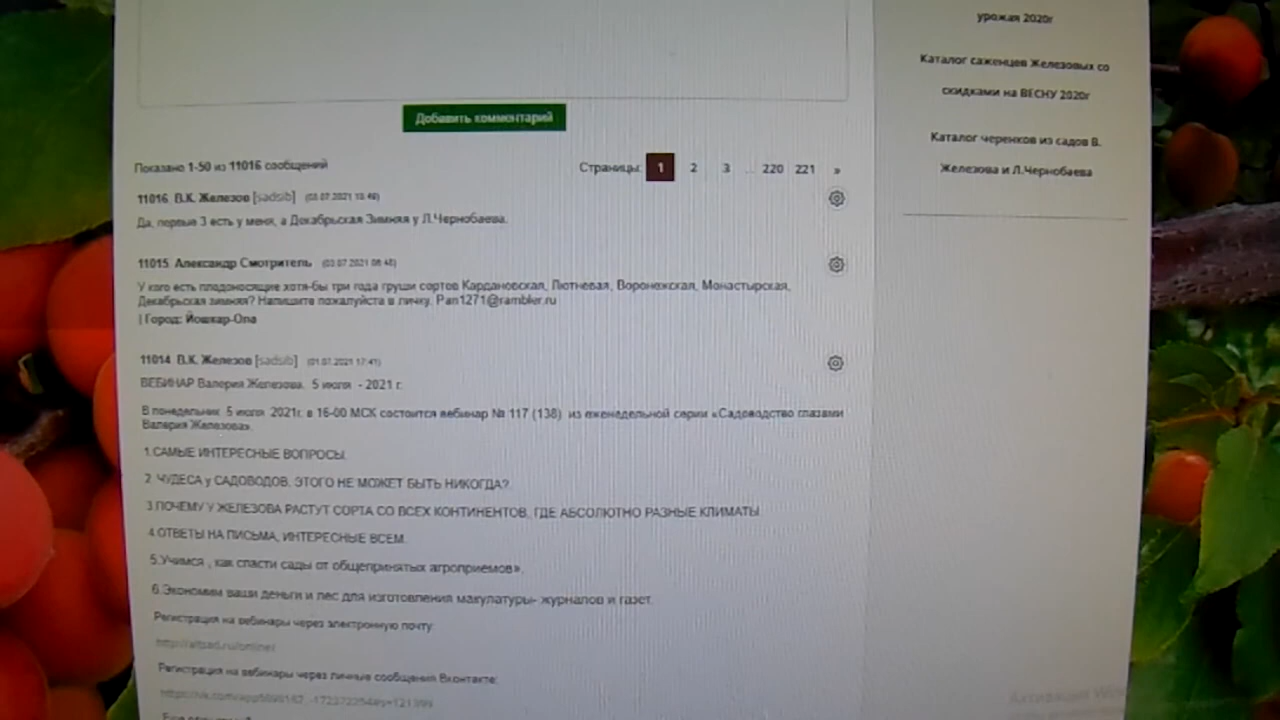 Добавить комментарий
Показано 1-50 из 11016 сообщений
Страницы: 1 2 3 ... 220 221 »
11016 В.К. Железов [sadsib] (03.07.2021
Да, первые 3 есть у меня, а Декабрьская Зимняя у Л.Чернобаева.
11015 Александр Смотритель (03.07.2021 08:48)
У кого есть плодоносящие хотя-бы три года груши сортов Кардановская, Лютневая, Воронежская, Монастырская,
Декабрьская зимняя? Напишите пожалуйста в личку. Pan1271@rambler.ru
| Город: Йошкар-Ола
11014 В.К. Железов [sadsib] (01.07.2021 17:41)
ВЕБИНАР Валерия Железова. 5 июля - 2021 г.
В понедельник 5 июля 2021г. в 16-00 МСК состоится вебинар № 117 (138) из еженедельной серии «Садоводство глазами
Валерия Железова».
1.САМЫЕ ИНТЕРЕСНЫЕ ВОПРОСЫ.
2. ЧУДЕСА у САДОВОДОВ. ЭТОГО НЕ МОЖЕТ БЫТЬ НИКОГДА?
3.ПОЧЕМУ У ЖЕЛЕЗОВА РАСТУТ СОРТА СО ВСЕХ КОНТИНЕНТОВ, ГДЕ АБСОЛЮТНО РАЗНЫЕ КЛИМАТЫ
4.ОТВЕТЫ НА ПИСЬМА, ИНТЕРЕСНЫЕ ВСЕМ.
5.Учимся , как спасти сады от общепринятых агроприемов».
6.Экономим ваши деньги и лес для изготовления макулатуры- журналов и газет.
Регистрация на вебинары через электронную почту:
http://altsad.ru/online/
Регистрация на вебинары через личные сообщения Вконтакте:
урожая 2020г
Каталог саженцев Железовых со
скидками на ВЕСНУ 2020г
Каталог черенков из садов В.
Железова и Л.Чернобаева